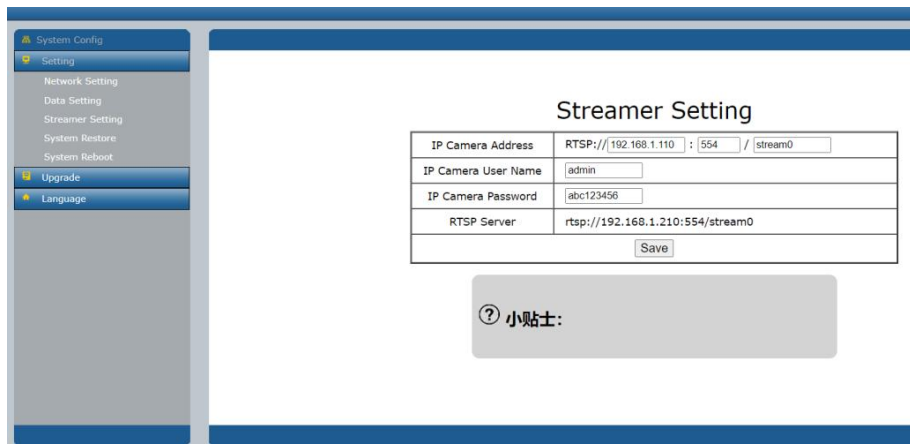 System Config
Setting
Network Setting
Data Setting
Streamer Setting
System Restore
System Reboot
Upgrade
Language
Streamer Setting
IP Camera Address RTSP:// 192.168.1.110 : 554 / stream0
IP Camera User Name admin
IP Camera Password abc123456
RTSP Server rtsp://192.168.1.210:554/stream0
Save
? 小贴士: